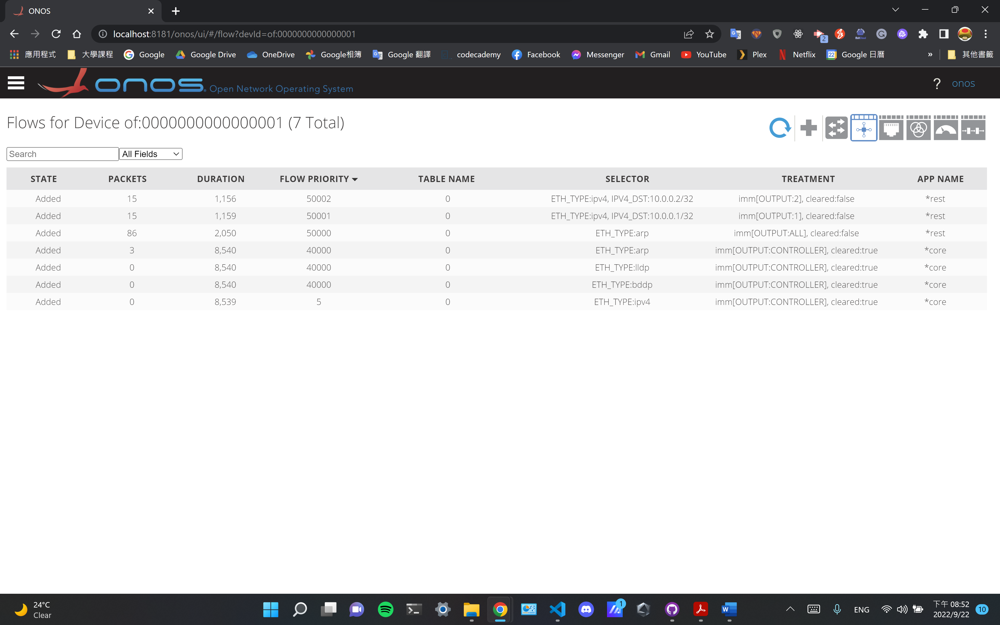 ONOS
localhost:8181/onos/ui/#/flow?devId=of:0000000000000001
2
應用程式 大學課程 Google Google Drive OneDrive Google相簿 Google 翻譯 codecademy Facebook Messenger Gmail YouTube Plex Netflix 22 Google 日曆 » 其他書籤
onos Open Network Operating System ? onos
Flows for Device of:0000000000000001 (7 Total)
Search All Fields
STATE PACKETS DURATION FLOW PRIORITY TABLE NAME SELECTOR TREATMENT APP NAME
Added 15 1,156 50002 0 ETH_TYPE:ipv4, IPV4_DST:10.0.0.2/32 imm[OUTPUT:2], cleared:false *rest
Added 15 1,159 50001 0 ETH_TYPE:ipv4, IPV4_DST:10.0.0.1/32 imm[OUTPUT:1], cleared:false *rest
Added 86 2,050 50000 0 ETH_TYPE:arp imm[OUTPUT:ALL], cleared:false *rest
Added 3 8,540 40000 0 ETH_TYPE:arp imm[OUTPUT:CONTROLLER], cleared:true *core
Added 0 8,540 40000 0 ETH_TYPE:lldp imm[OUTPUT:CONTROLLER], cleared:true *core
Added 0 8,540 40000 0 ETH_TYPE:bddp imm[OUTPUT:CONTROLLER], cleared:true *core
Added 0 8,539 5 0 ETH_TYPE:ipv4 imm[OUTPUT:CONTROLLER], cleared:true *core
24°C
Clear
1
ENG
下午 08:52
2022/9/22
10